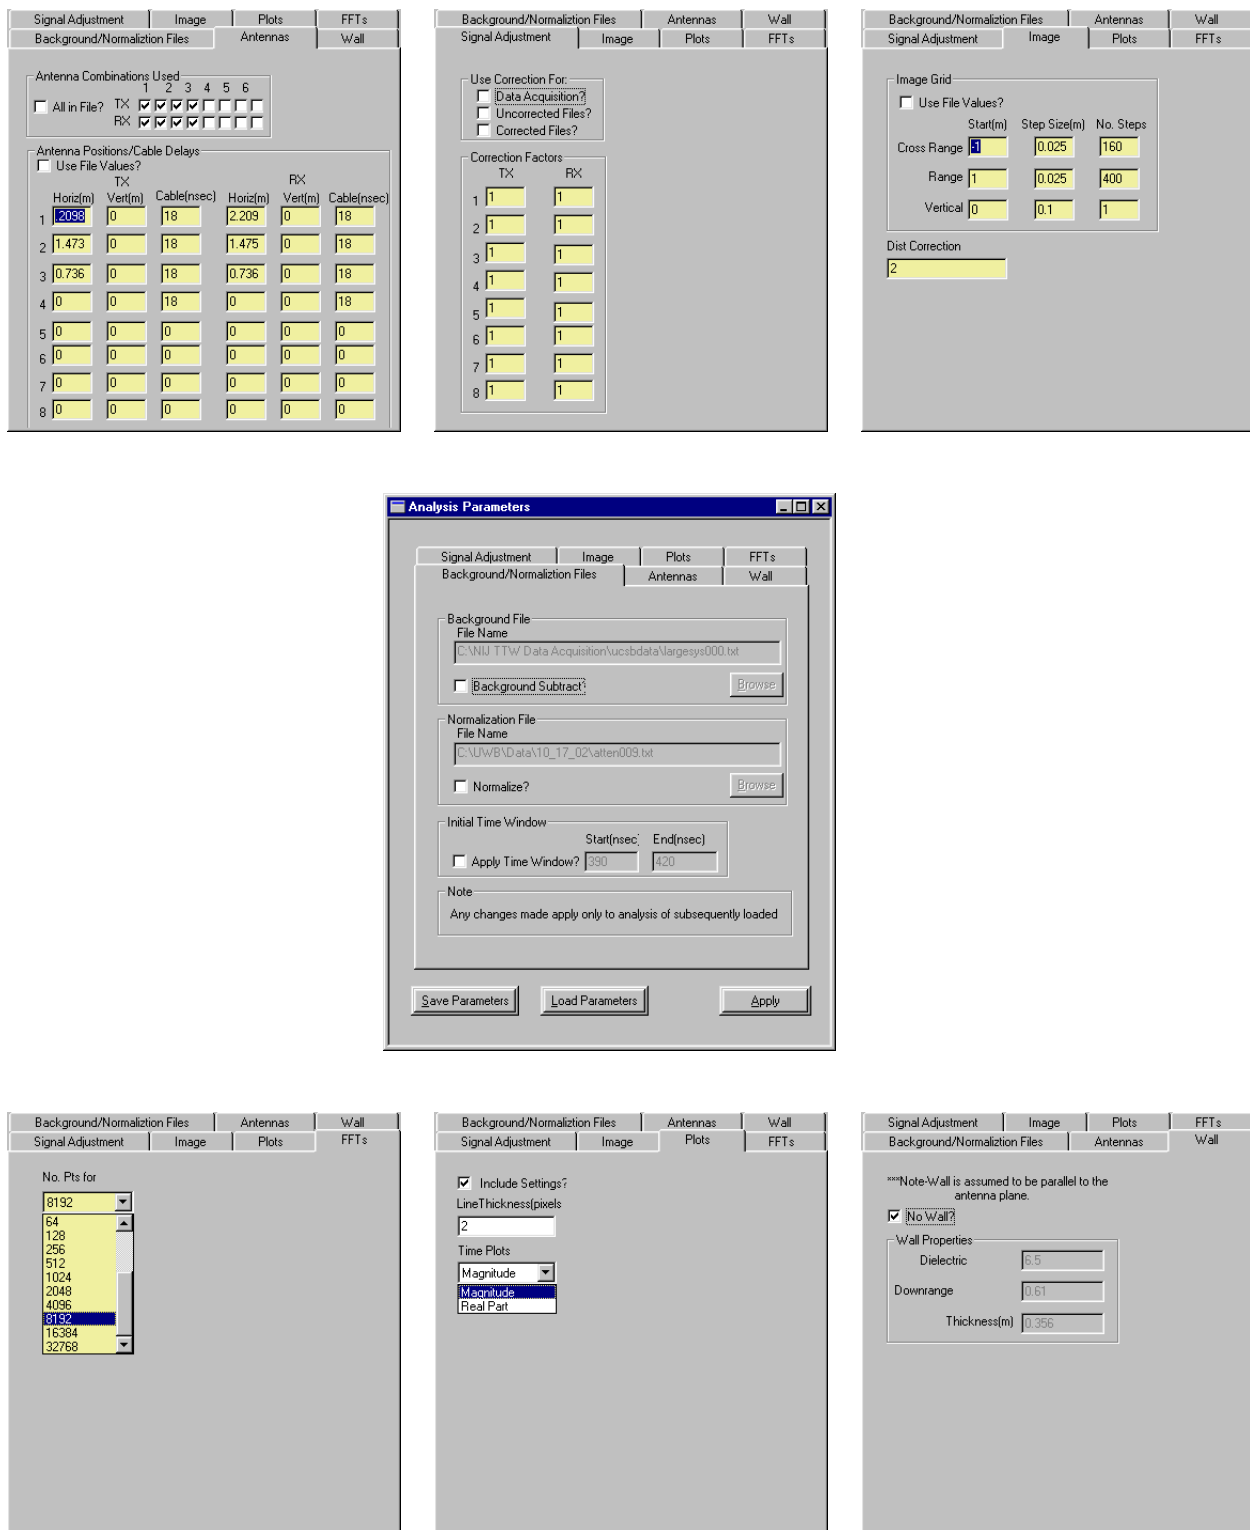 Signal Adjustment Image Plots FFTs
Background/Normaliztion Files Antennas Wall
Antenna Combinations Used
1 2 3 4 5 6
All in File? TX
RX
Antenna Positions/Cable Delays
Use File Values?
TX RX
Horiz(m) Vert(m) Cable(nsec) Horiz(m) Vert(m) Cable(nsec)
1 .2098 0 18 2.209 0 18
2 1.473 0 18 1.475 0 18
3 0.736 0 18 0.736 0 18
4 0 0 18 0 0 18
5 0 0 0 0 0 0
6 0 0 0 0 0 0
7 0 0 0 0 0 0
8 0 0 0 0 0 0
Background/Normaliztion Files Antennas Wall
Signal Adjustment Image Plots FFTs
Use Correction For:
Data Acquisition?
Uncorrected Files?
Corrected Files?
Correction Factors
TX RX
1 1 1
2 1 1
3 1 1
4 1 1
5 1 1
6 1 1
7 1 1
8 1 1
Background/Normaliztion Files Antennas Wall
Signal Adjustment Image Plots FFTs
Image Grid
Use File Values?
Start(m) Step Size(m) No. Steps
Cross Range -1 0.025 160
Range 1 0.025 400
Vertical 0 0.1 1
Dist Correction
2
Analysis Parameters
Signal Adjustment Image Plots FFTs
Background/Normaliztion Files Antennas Wall
Background File
File Name
C:\NIJ TTW Data Acquisition\ucsbdata\largesys000.txt
Background Subtract?
Browse
Normalization File
File Name
C:\UWB\Data\10_17_02\atten009.txt
Normalize?
Browse
Initial Time Window
Start(nsec) End(nsec)
Apply Time Window? 390 420
Note
Any changes made apply only to analysis of subsequently loaded
Save Parameters Load Parameters Apply
Background/Normaliztion Files Antennas Wall
Signal Adjustment Image Plots FFTs
No. Pts for
8192
64
128
256
512
1024
2048
4096
8192
16384
32768
Background/Normaliztion Files Antennas Wall
Signal Adjustment Image Plots FFTs
Include Settings?
LineThickness(pixels
2
Time Plots
Magnitude
Magnitude
Real Part
Signal Adjustment Image Plots FFTs
Background/Normaliztion Files Antennas Wall
***Note-Wall is assumed to be parallel to the
antenna plane.
No Wall?
Wall Properties
Dielectric 6.5
Downrange 0.61
Thickness(m) 0.356